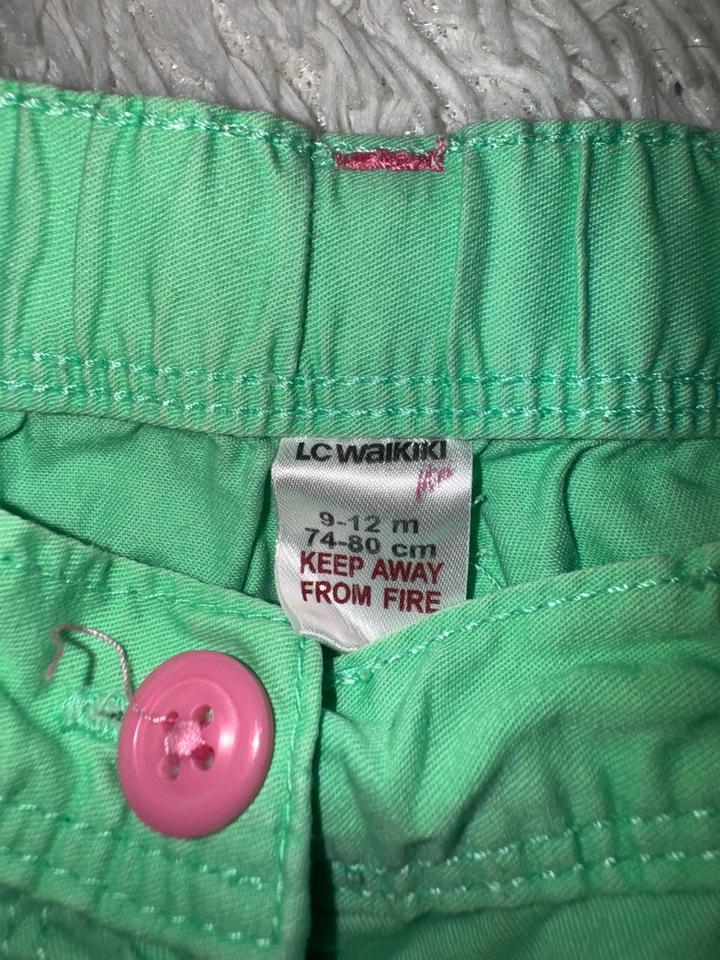 LC WAIKIKI
9-12 m
74-80 cm
KEEP AWAY
FROM FIRE